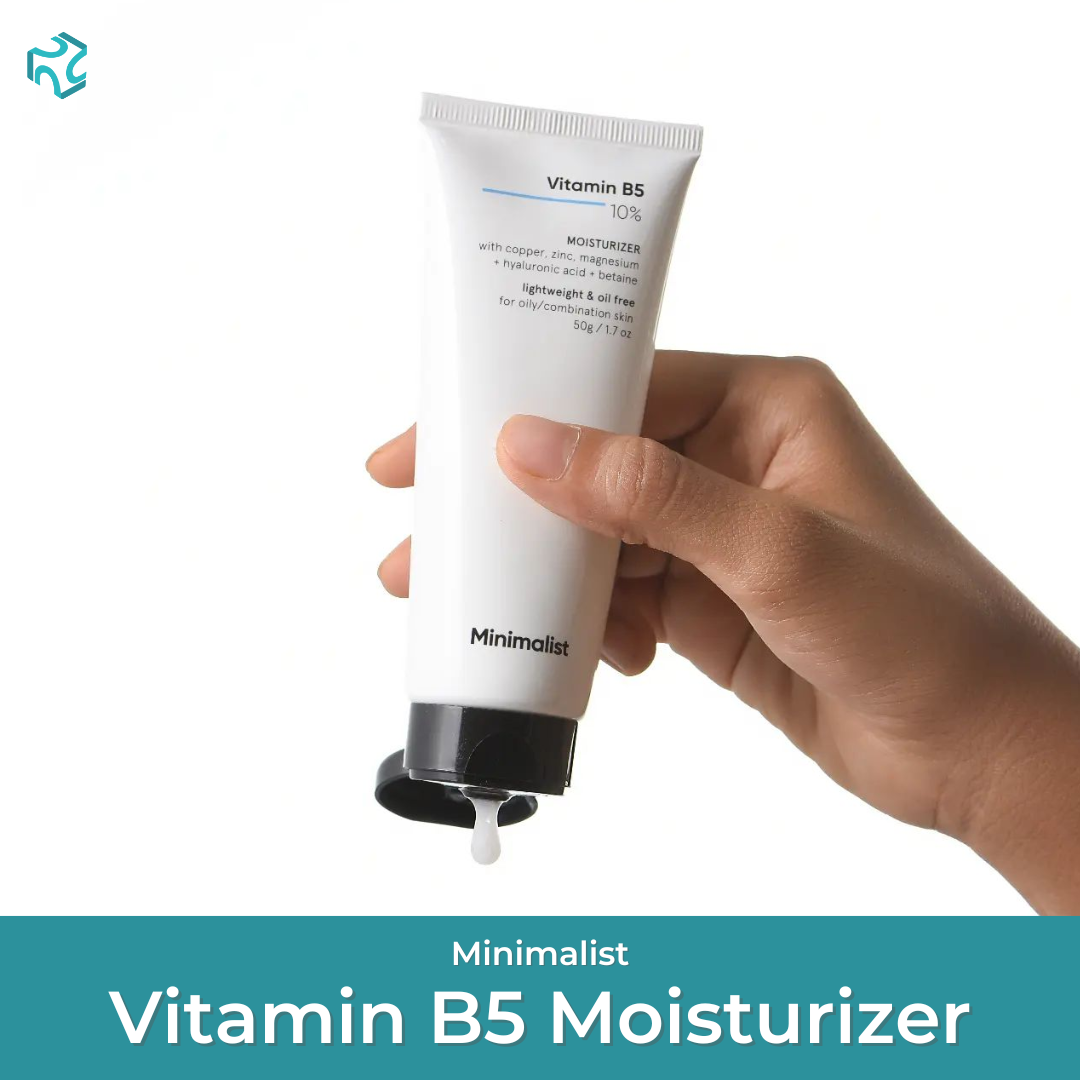 Vitamin B5
10%
MOISTURIZER
with copper, zinc, magnesium
+ hyaluronic acid + betaine
lightweight & oil free
for oily/combination skin
50g / 1.7 oz
Minimalist
Minimalist
Vitamin B5 Moisturizer